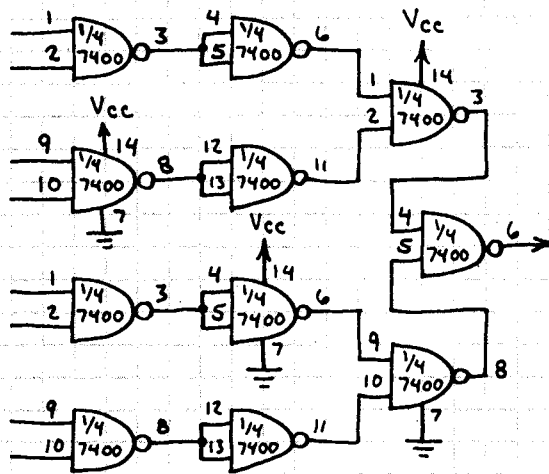 1 1/4 3 4 1/4 6 Vcc
2 7400 5 7400 14
1 1/4 3
2 7400
Vcc
9 1/4 14 8 12 1/4 11
10 7400 13 7400
7
4 1/4 6
5 7400
Vcc
14
1 1/4 3 4 1/4 6
2 7400 5 7400
7
9 1/4 8
10 7400
7
9 1/4 8 12 1/4 11
10 7400 13 7400